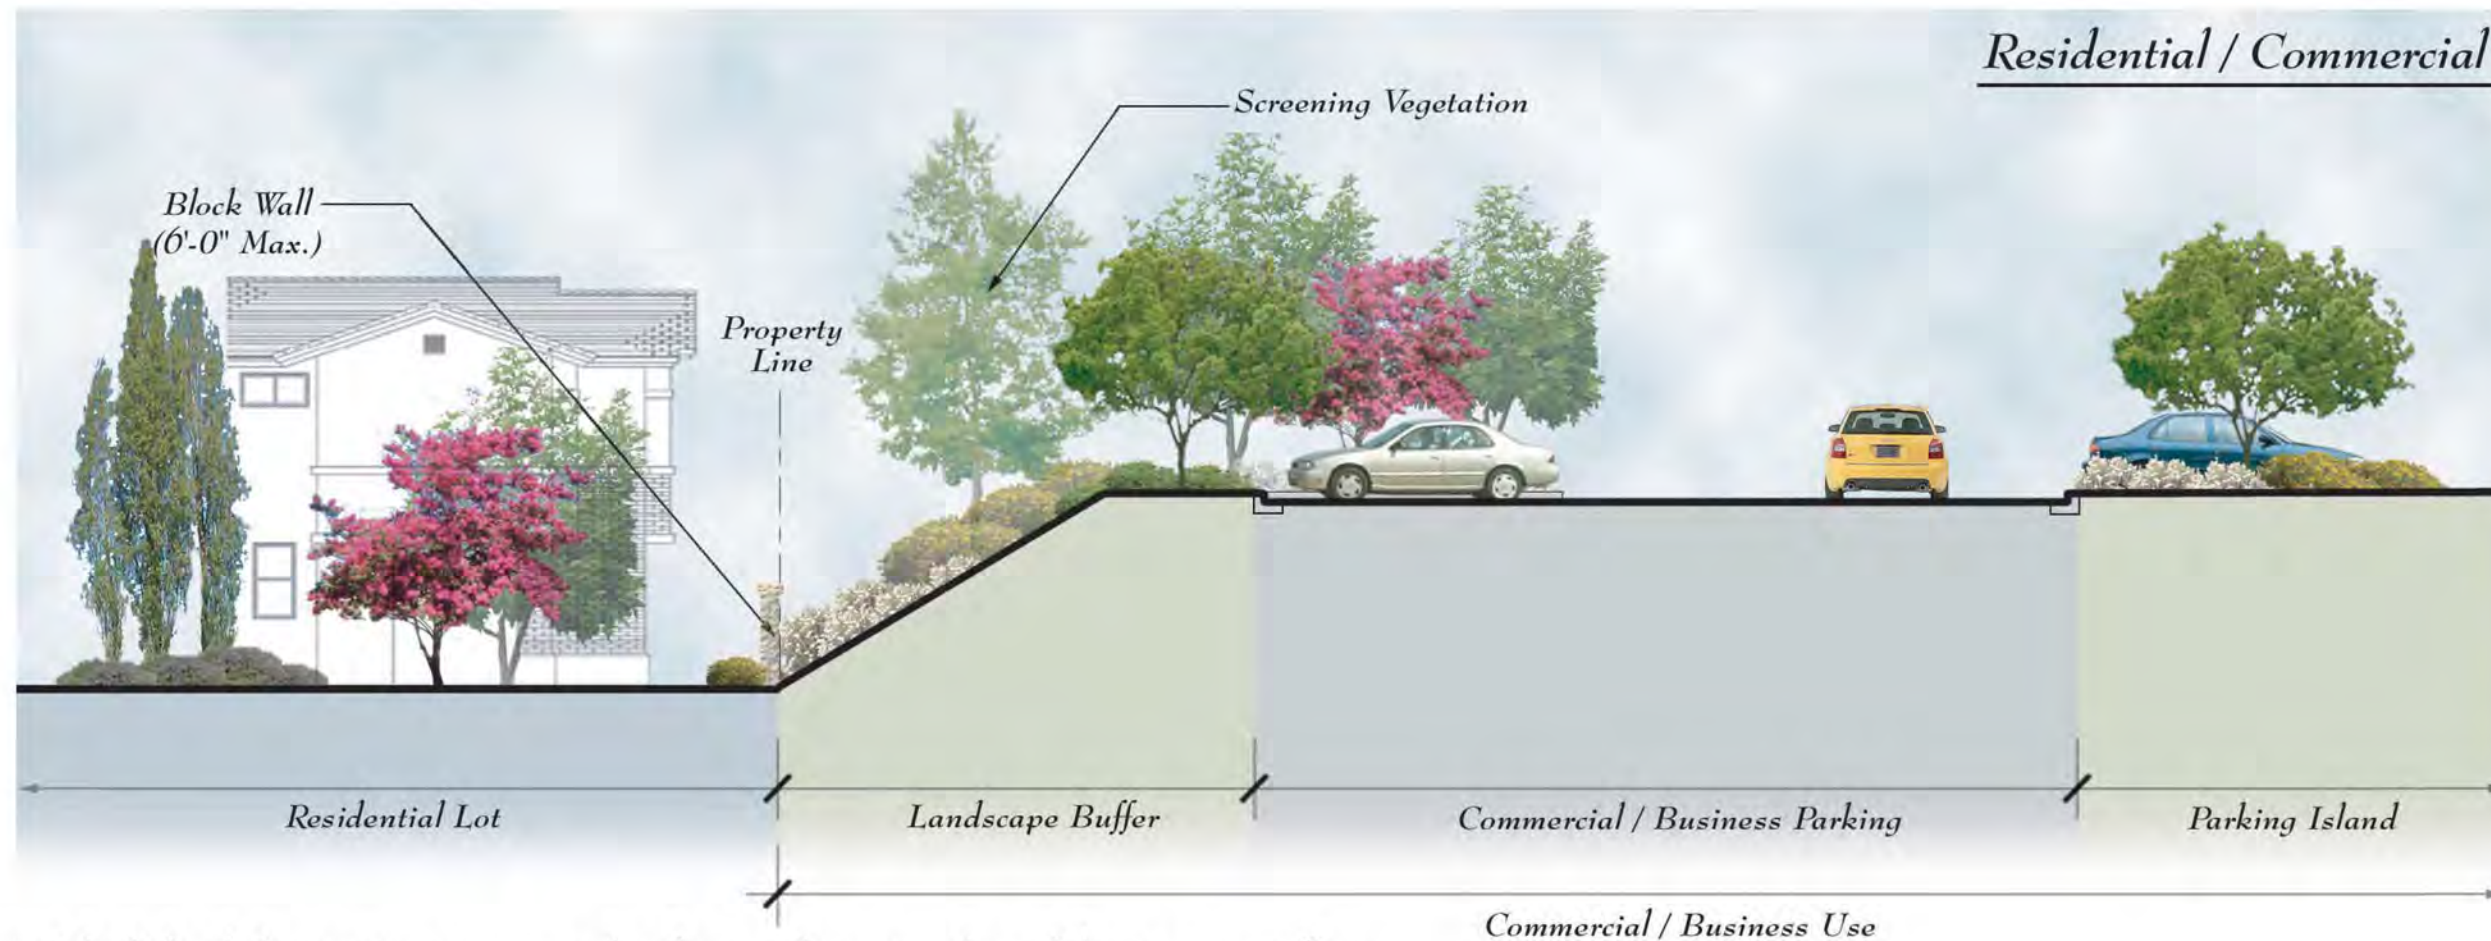 Residential / Commercial
Screening Vegetation
Block Wall
(6'-0" Max.)
Property
Line
Residential Lot
Landscape Buffer
Commercial / Business Parking
Parking Island
Commercial / Business Use